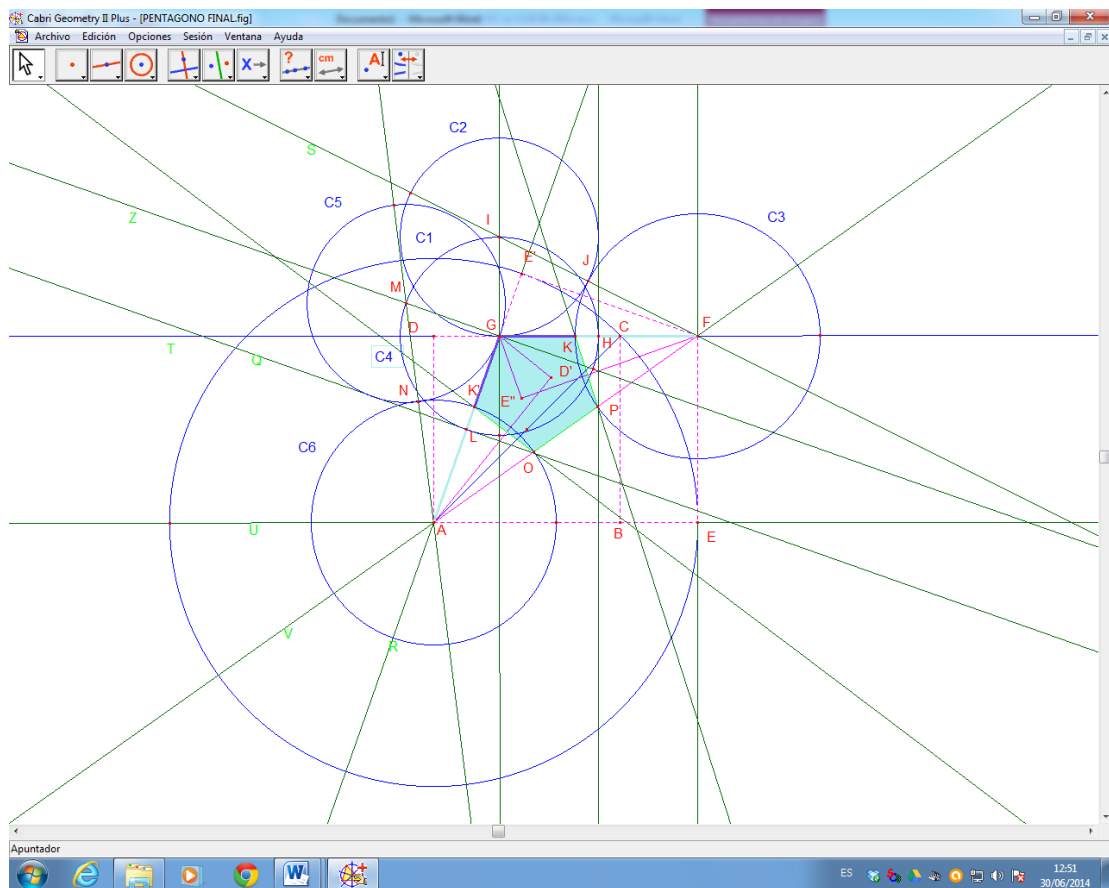 Cabri Geometry II Plus - [PENTAGONO FINAL.fig]
Archivo Edición Opciones Sesión Ventana Ayuda
? cm A
X
C2
S
C5
Z
I
C3
C1
E'
J
M
D
G
C
F
K
H
T
Q
C4
D'
K'
E"
N
P
L
C6
O
U
A
B
E
V
R
Apuntador
W
ES
12:51
30/06/2014